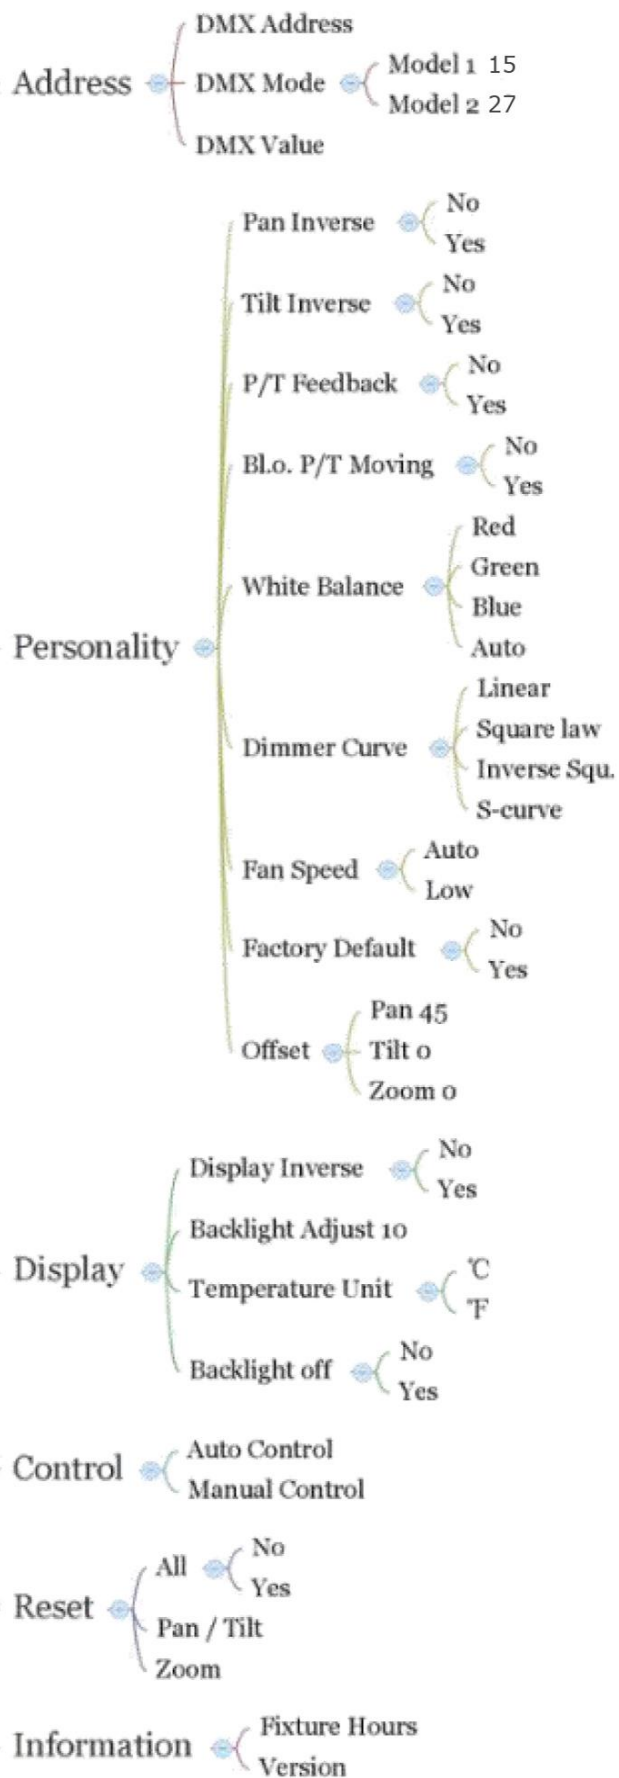 Address
DMX Address
DMX Mode
Model 1 15
Model 2 27
DMX Value
Personality
Pan Inverse
No
Yes
Tilt Inverse
No
Yes
P/T Feedback
No
Yes
Bl.o. P/T Moving
No
Yes
White Balance
Red
Green
Blue
Auto
Dimmer Curve
Linear
Square law
Inverse Squ.
S-curve
Fan Speed
Auto
Low
Factory Default
No
Yes
Offset
Pan 45
Tilt 0
Zoom 0
Display
Display Inverse
No
Yes
Backlight Adjust 10
Temperature Unit
℃
℉
Backlight off
No
Yes
Control
Auto Control
Manual Control
Reset
All
No
Yes
Pan / Tilt
Zoom
Information
Fixture Hours
Version